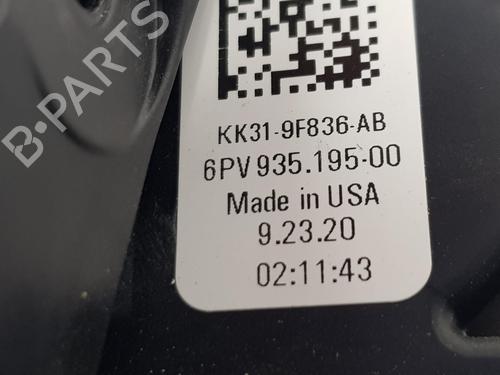 B-PARTS
KK31-9F836-AB
6PV 935.195-00
Made in USA
9.23.20
02:11:43